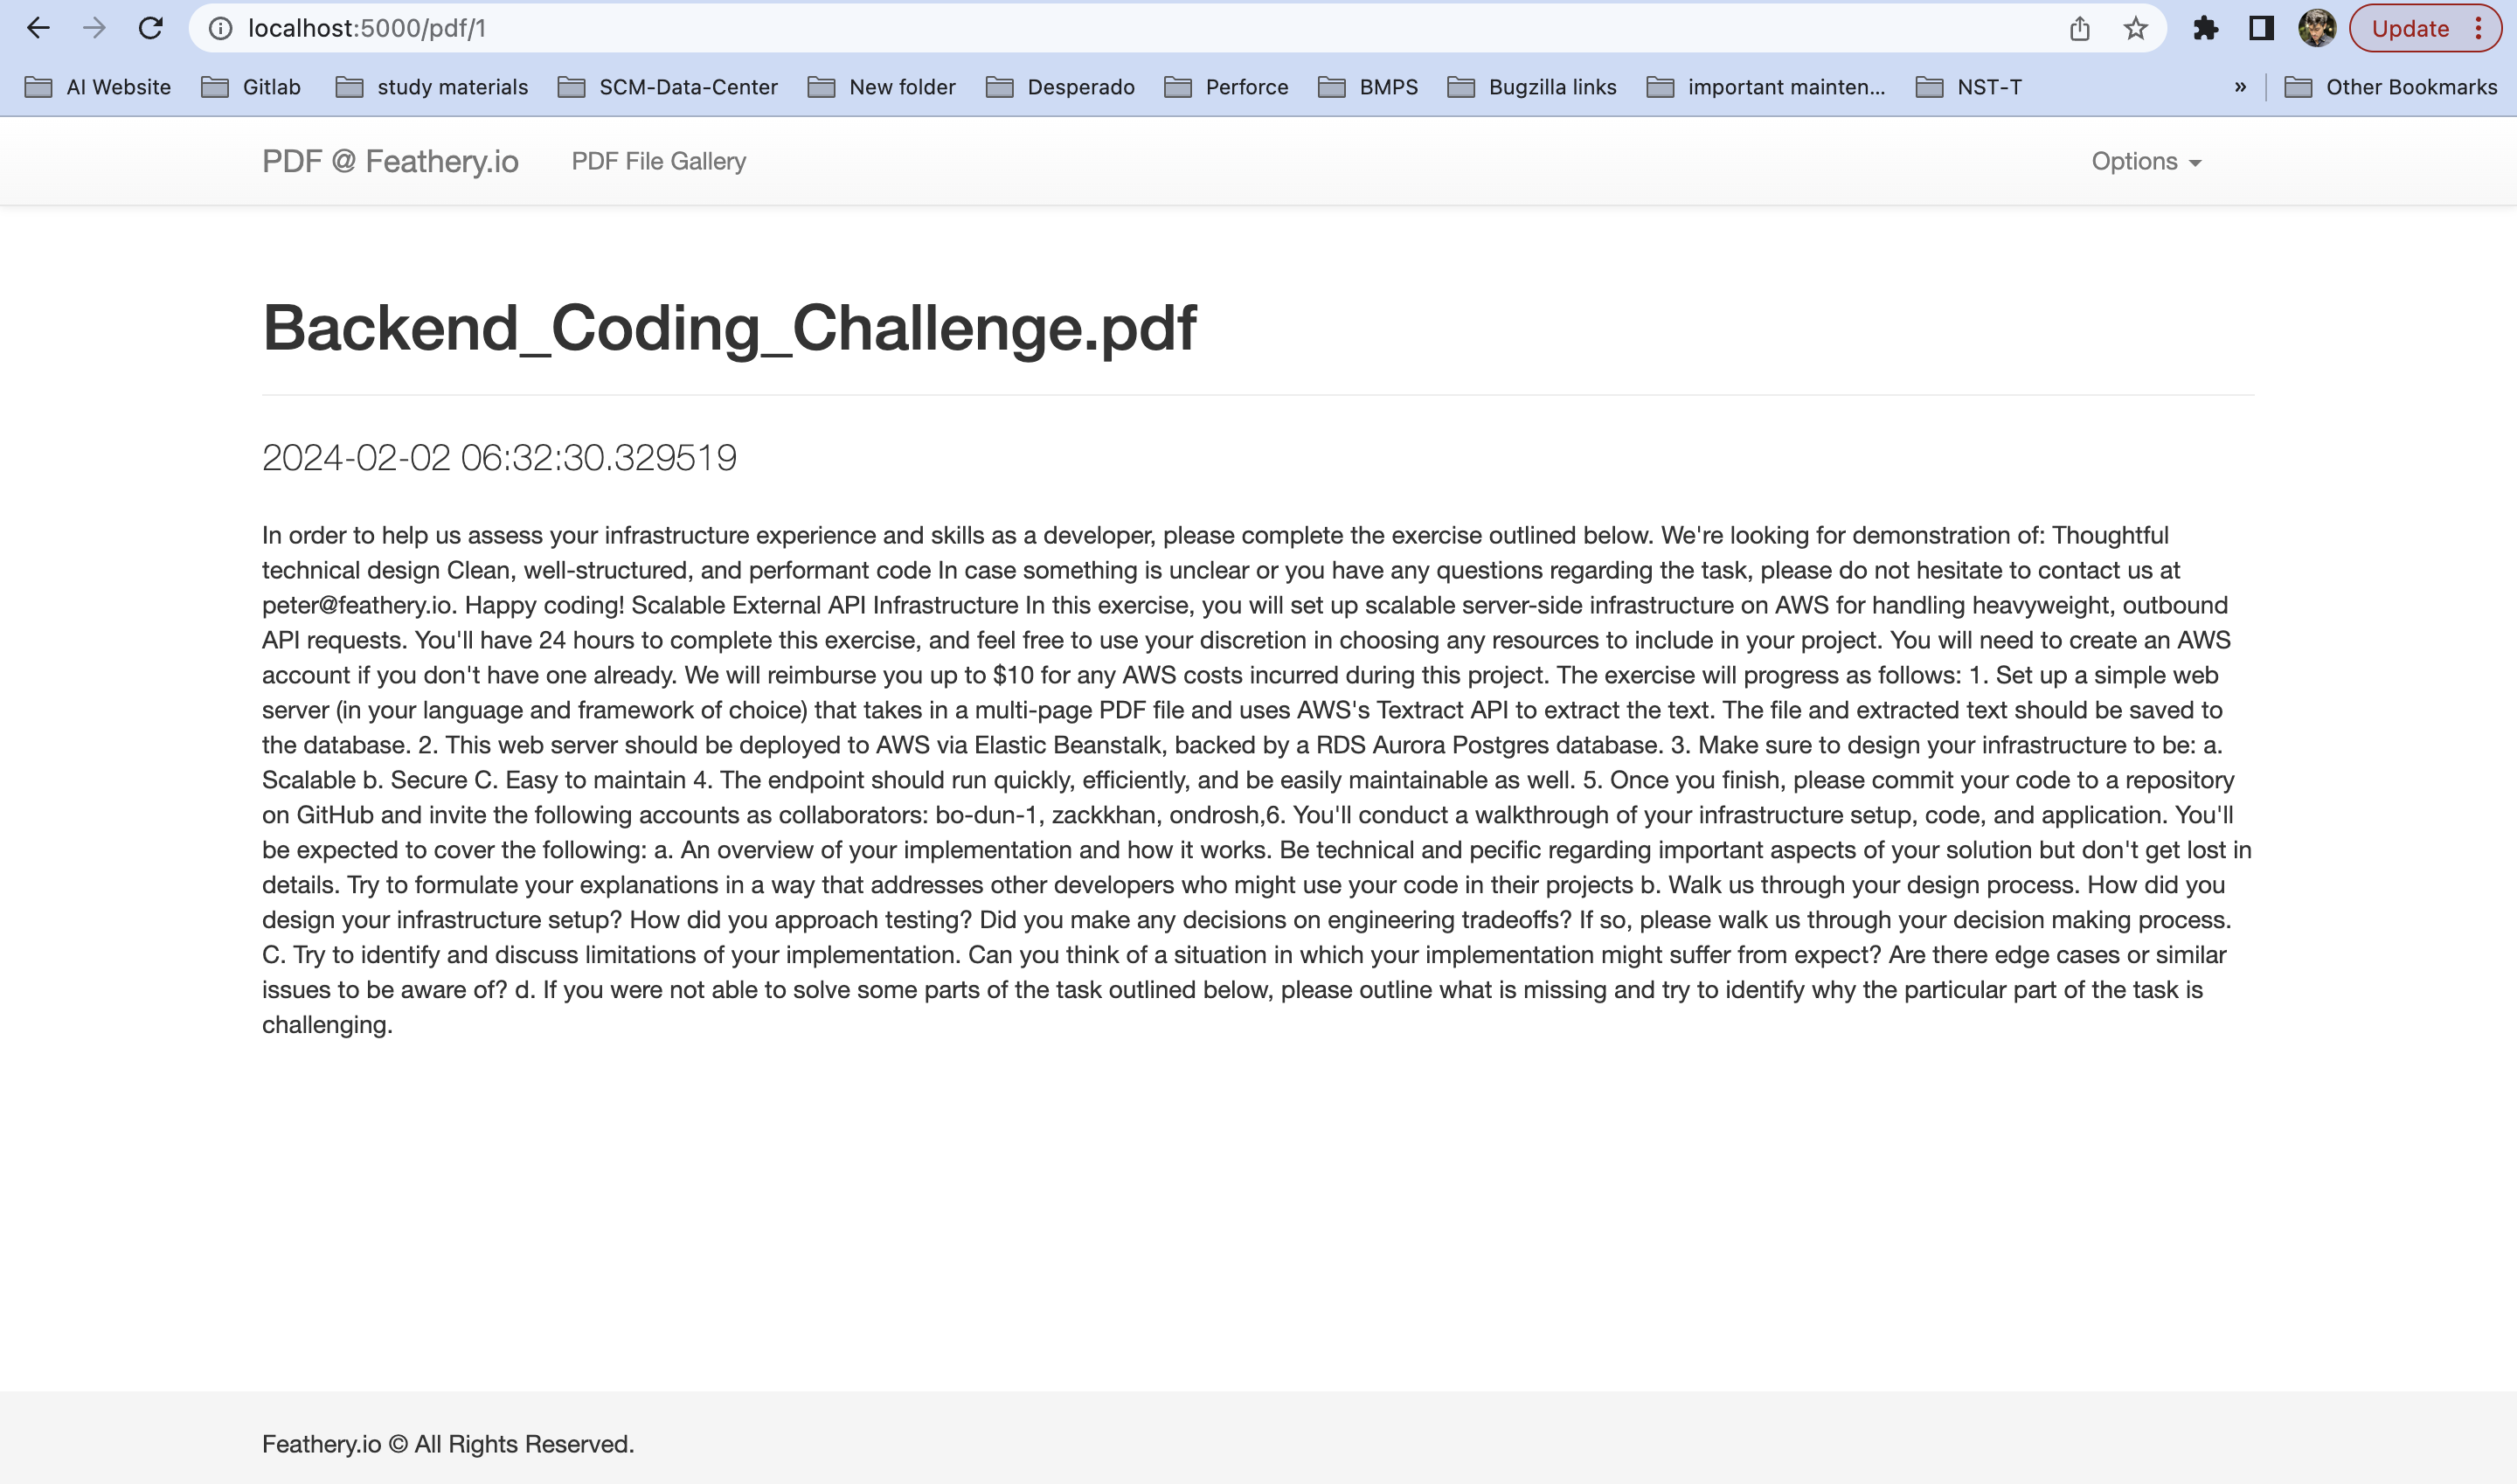 localhost:5000/pdf/1
Update
AI Website Gitlab study materials SCM-Data-Center New folder Desperado Perforce BMPS Bugzilla links important mainten... NST-T » Other Bookmarks
PDF @ Feathery.io PDF File Gallery Options
Backend_Coding_Challenge.pdf
2024-02-02 06:32:30.329519
In order to help us assess your infrastructure experience and skills as a developer, please complete the exercise outlined below. We're looking for demonstration of: Thoughtful
technical design Clean, well-structured, and performant code In case something is unclear or you have any questions regarding the task, please do not hesitate to contact us at
peter@feathery.io. Happy coding! Scalable External API Infrastructure In this exercise, you will set up scalable server-side infrastructure on AWS for handling heavyweight, outbound
API requests. You'll have 24 hours to complete this exercise, and feel free to use your discretion in choosing any resources to include in your project. You will need to create an AWS
account if you don't have one already. We will reimburse you up to $10 for any AWS costs incurred during this project. The exercise will progress as follows: 1. Set up a simple web
server (in your language and framework of choice) that takes in a multi-page PDF file and uses AWS's Textract API to extract the text. The file and extracted text should be saved to
the database. 2. This web server should be deployed to AWS via Elastic Beanstalk, backed by a RDS Aurora Postgres database. 3. Make sure to design your infrastructure to be: a.
Scalable b. Secure C. Easy to maintain 4. The endpoint should run quickly, efficiently, and be easily maintainable as well. 5. Once you finish, please commit your code to a repository
on GitHub and invite the following accounts as collaborators: bo-dun-1, zackkhan, ondrosh,6. You'll conduct a walkthrough of your infrastructure setup, code, and application. You'll
be expected to cover the following: a. An overview of your implementation and how it works. Be technical and pecific regarding important aspects of your solution but don't get lost in
details. Try to formulate your explanations in a way that addresses other developers who might use your code in their projects b. Walk us through your design process. How did you
design your infrastructure setup? How did you approach testing? Did you make any decisions on engineering tradeoffs? If so, please walk us through your decision making process.
C. Try to identify and discuss limitations of your implementation. Can you think of a situation in which your implementation might suffer from expect? Are there edge cases or similar
issues to be aware of? d. If you were not able to solve some parts of the task outlined below, please outline what is missing and try to identify why the particular part of the task is
challenging.
Feathery.io © All Rights Reserved.